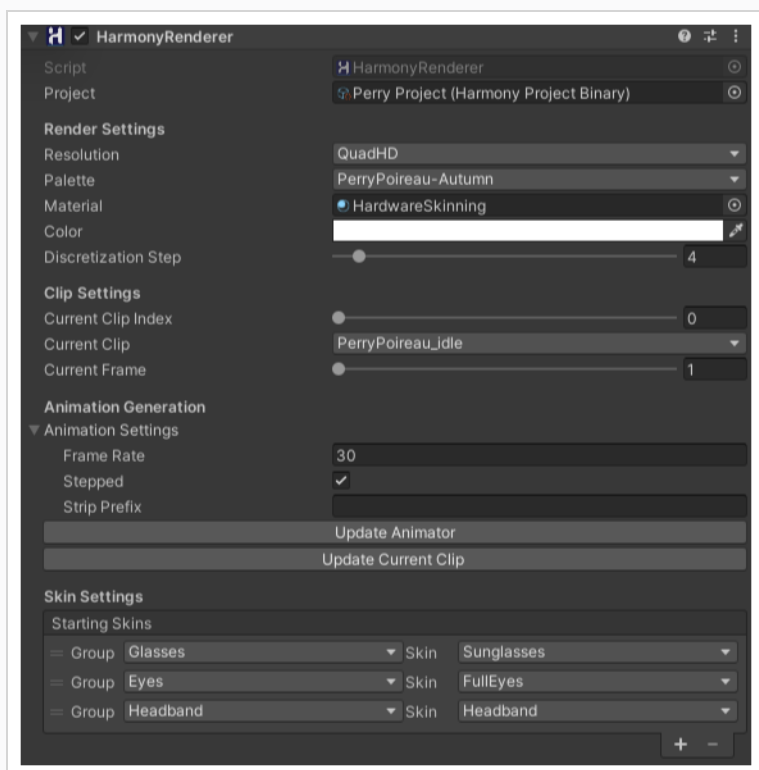 HarmonyRenderer
Script HarmonyRenderer
Project Perry Project (Harmony Project Binary)
Render Settings
Resolution QuadHD
Palette PerryPoireau-Autumn
Material HardwareSkinning
Color
Discretization Step 4
Clip Settings
Current Clip Index 0
Current Clip PerryPoireau_idle
Current Frame 1
Animation Generation
Animation Settings
Frame Rate 30
Stepped
Strip Prefix
Update Animator
Update Current Clip
Skin Settings
Starting Skins
Group Glasses Skin Sunglasses
Group Eyes Skin FullEyes
Group Headband Skin Headband
+ −